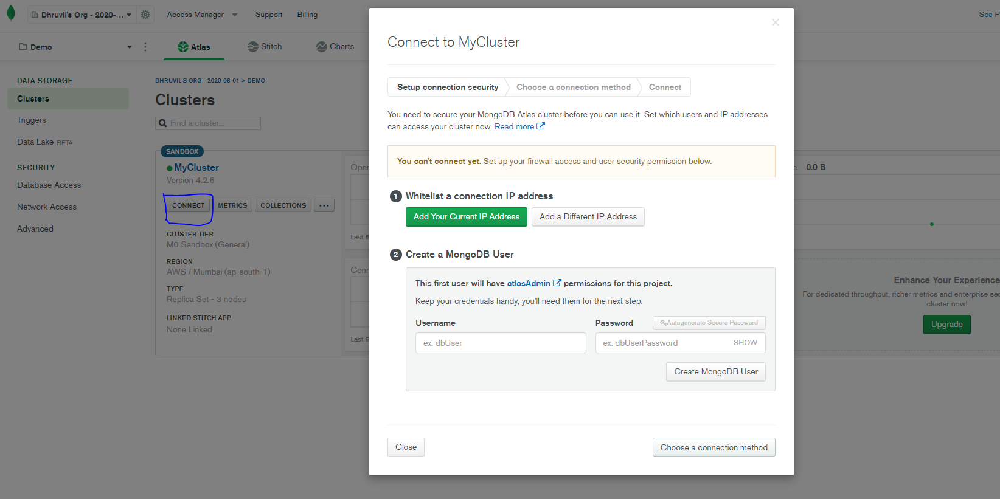 Dhruvil's Org - 2020-...
Access Manager
Support
Billing
See P
Demo
Atlas
Stitch
Charts
DATA STORAGE
Clusters
Triggers
Data Lake BETA
SECURITY
Database Access
Network Access
Advanced
DHRUVIL'S ORG - 2020-06-01 > DEMO
Clusters
Find a cluster...
SANDBOX
MyCluster
Version 4.2.6
CONNECT
METRICS
COLLECTIONS
...
CLUSTER TIER
M0 Sandbox (General)
REGION
AWS / Mumbai (ap-south-1)
TYPE
Replica Set - 3 nodes
LINKED STITCH APP
None Linked
Oper
Last 6
Conn
Last 6
Connect to MyCluster
Setup connection security
Choose a connection method
Connect
You need to secure your MongoDB Atlas cluster before you can use it. Set which users and IP addresses
can access your cluster now. Read more
You can't connect yet. Set up your firewall access and user security permission below.
1 Whitelist a connection IP address
Add Your Current IP Address
Add a Different IP Address
2 Create a MongoDB User
This first user will have atlasAdmin permissions for this project.
Keep your credentials handy, you'll need them for the next step.
Username
Password
Autogenerate Secure Password
ex. dbUser
ex. dbUserPassword
SHOW
Create MongoDB User
Close
Choose a connection method
e 0.0 B
Enhance Your Experience
For dedicated throughput, richer metrics and enterprise sec
cluster now!
Upgrade